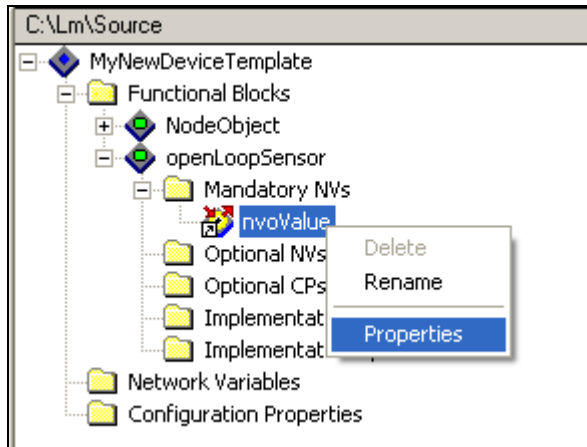 C:\Lm\Source
MyNewDeviceTemplate
Functional Blocks
NodeObject
openLoopSensor
Mandatory NVs
nvoValue
Delete
Optional NVs
Rename
Optional CPs
Implementat
Properties
Implementat
Network Variables
Configuration Properties